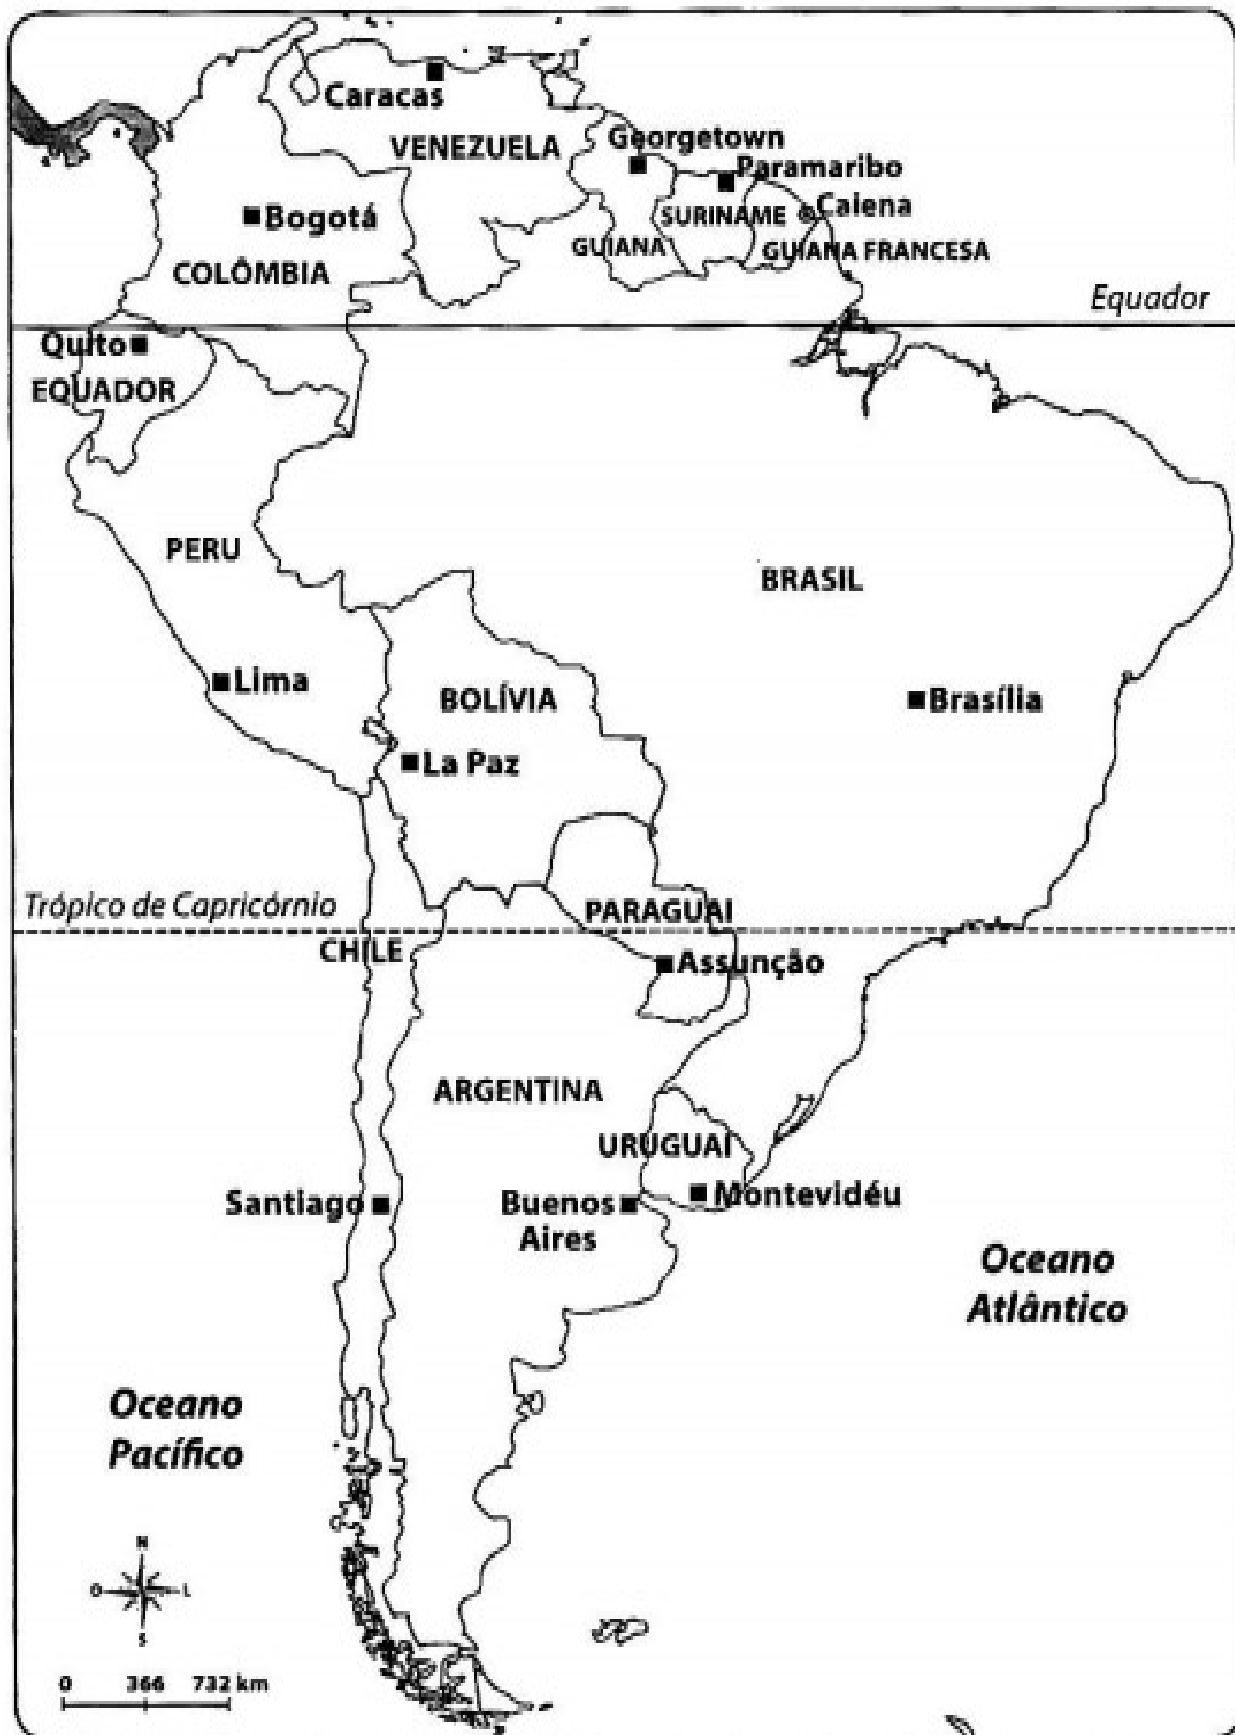 Caracas
VENEZUELA
Georgetown
Paramaribo
Caiena
SURINAME
GUIANA
GUIANA FRANCESA
Bogotá
COLÔMBIA
Equador
Quito
EQUADOR
PERU
BRASIL
Lima
BOLÍVIA
Brasília
La Paz
Trópico de Capricórnio
PARAGUAI
CHILE
Assunção
ARGENTINA
URUGUAI
Santiago
Buenos
Aires
Montevidéu
Oceano
Atlântico
Oceano
Pacífico
N
O L
S
0 366 732 km